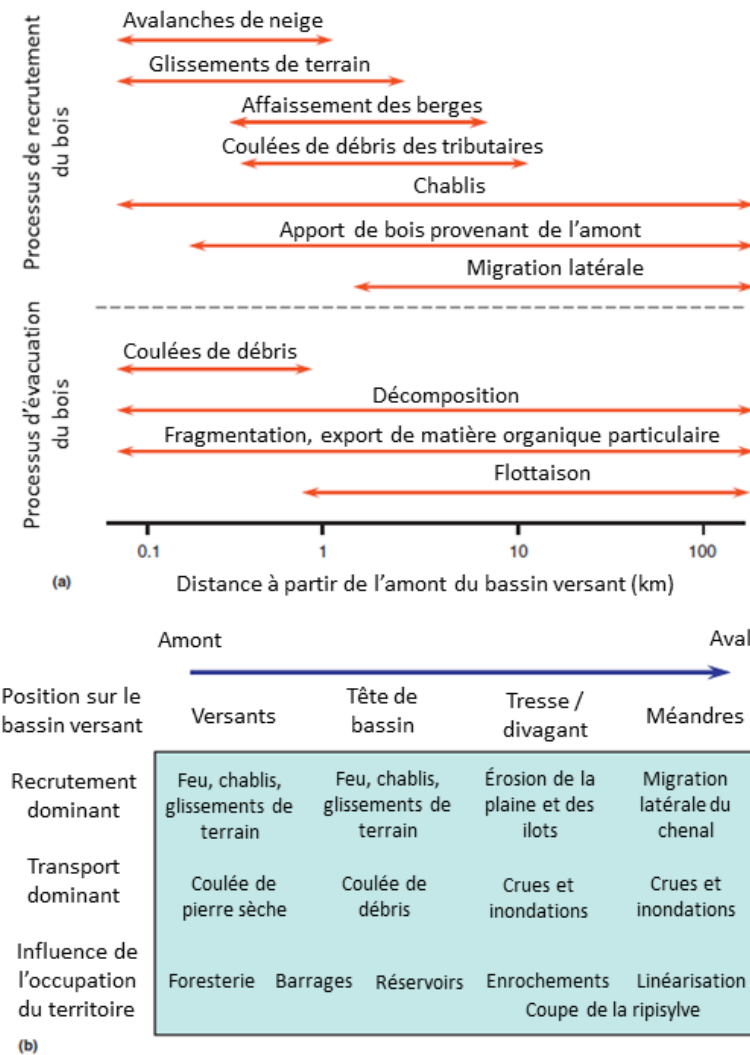 Processus de recrutement
du bois
Avalanches de neige
Glissements de terrain
Affaissement des berges
Coulées de débris des tributaires
Chablis
Apport de bois provenant de l'amont
Migration latérale
Processus d'évacuation
du bois
Coulées de débris
Décomposition
Fragmentation, export de matière organique particulaire
Flottaison
0.1 1 10 100
(a) Distance à partir de l'amont du bassin versant (km)
Amont Aval
Position sur le
bassin versant
Versants
Tête de
bassin
Tresse /
divagant
Méandres
Recrutement
dominant
Feu, chablis,
glissements de
terrain
Feu, chablis,
glissements de
terrain
Érosion de la
plaine et des
ilots
Migration
latérale du
chenal
Transport
dominant
Coulée de
pierre sèche
Coulée de
débris
Crues et
inondations
Crues et
inondations
Influence de
l'occupation
du territoire
Foresterie Barrages Réservoirs Enrochements Linéarisation
Coupe de la ripisylve
(b)